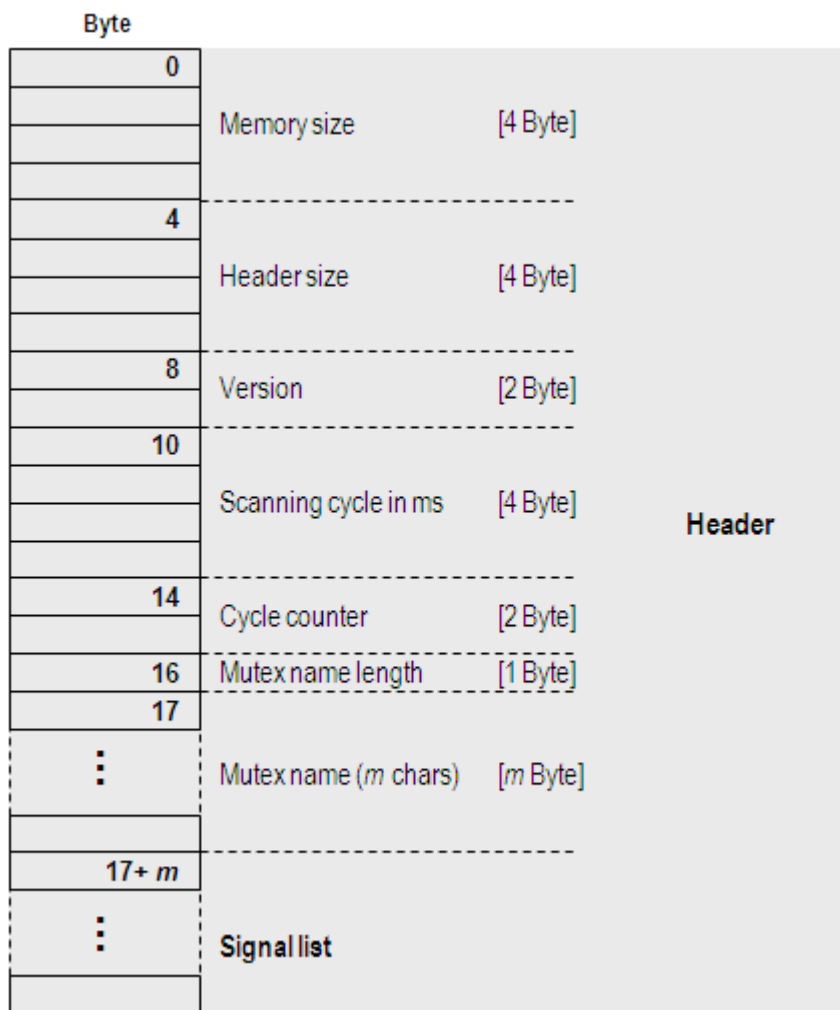 Byte
0
Memory size [4 Byte]
4
Header size [4 Byte]
8
Version [2 Byte]
10
Scanning cycle in ms [4 Byte]
Header
14
Cycle counter [2 Byte]
16 Mutex name length [1 Byte]
17
Mutex name (m chars) [m Byte]
17+ m
Signal list